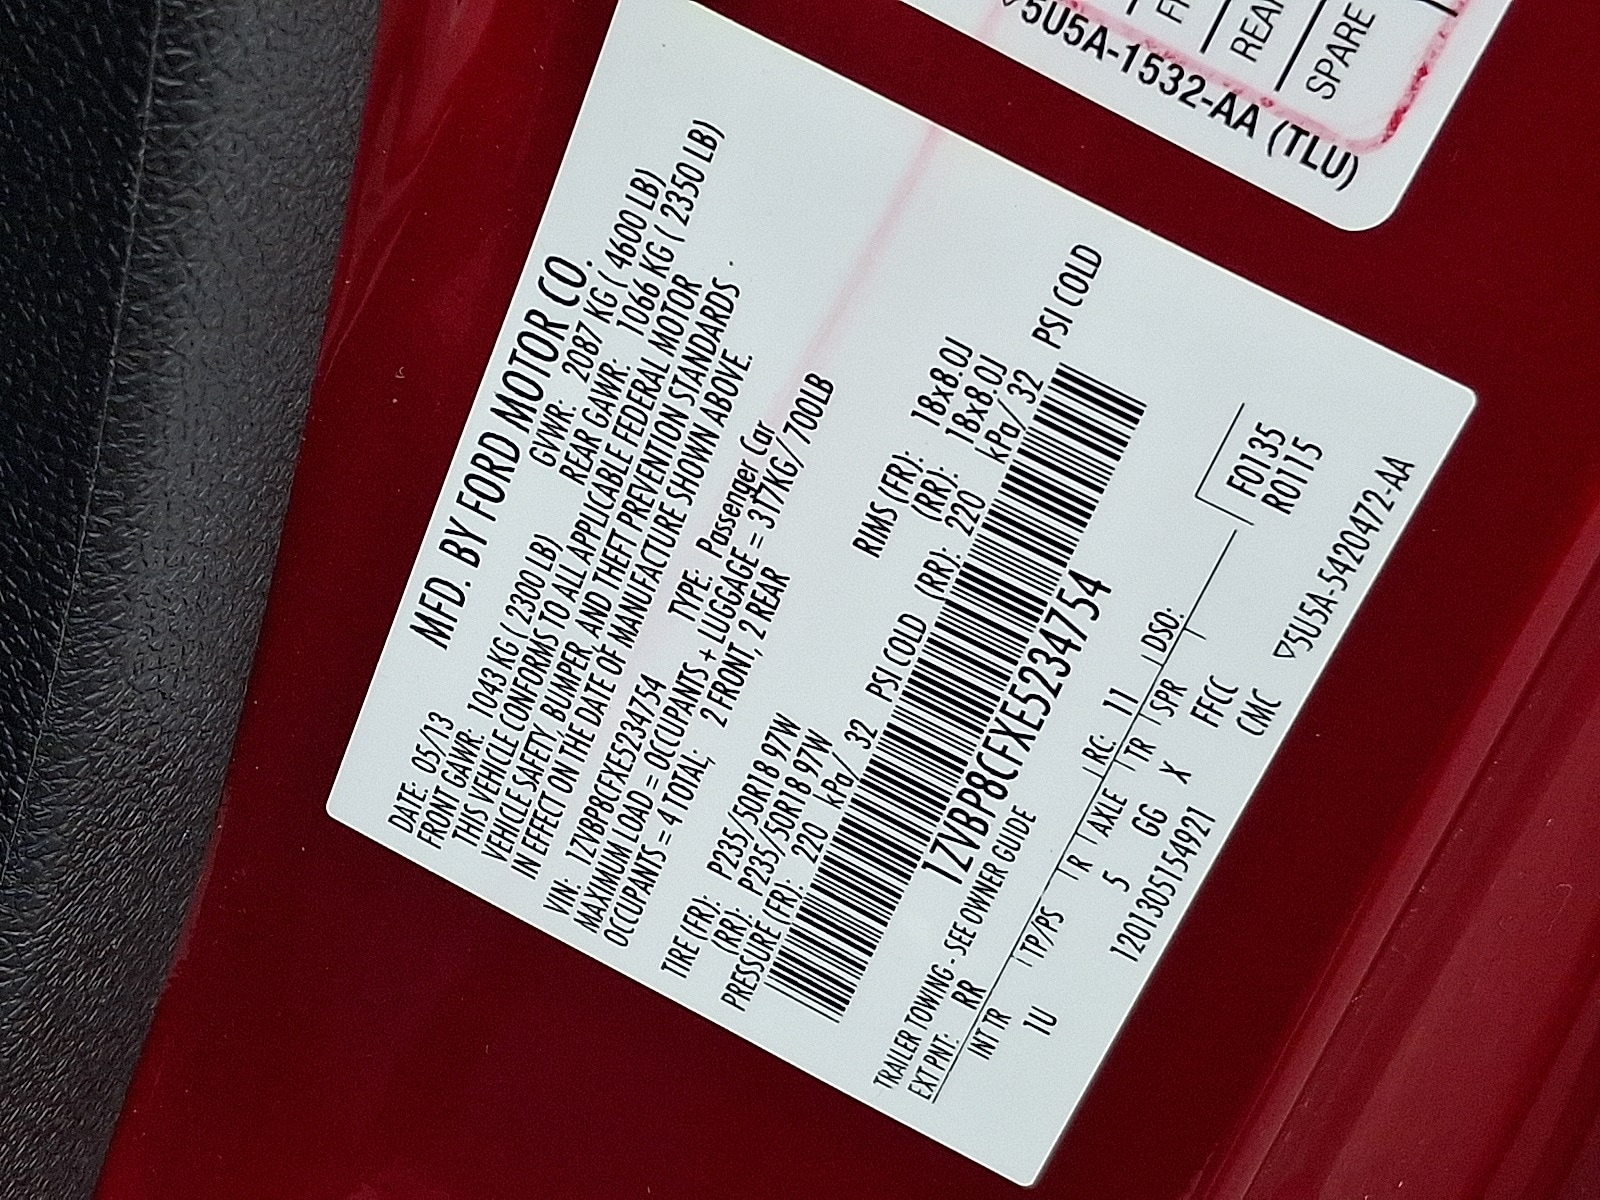 MFD. BY FORD MOTOR CO.
DATE: 05/13 GVWR: 2087 KG ( 4600 LB)
FRONT GAWR: 1043 KG ( 2300 LB) REAR GAWR: 1066 KG ( 2350 LB)
THIS VEHICLE CONFORMS TO ALL APPLICABLE FEDERAL MOTOR
VEHICLE SAFETY, BUMPER, AND THEFT PREVENTION STANDARDS
IN EFFECT ON THE DATE OF MANUFACTURE SHOWN ABOVE.
VIN: 1ZVBP8CFXE5234754 TYPE: Passenger Car
MAXIMUM LOAD = OCCUPANTS + LUGGAGE = 317KG/700LB
OCCUPANTS = 4 TOTAL, 2 FRONT, 2 REAR
TIRE (FR): P235/50R18 97W RIMS (FR): 18x8.0J
(RR): P235/50R18 97W (RR): 18x8.0J
PRESSURE (FR): 220 kPa/ 32 PSI COLD (RR): 220 kPa/ 32 PSI COLD
1ZVBP8CFXE5234754
TRAILER TOWING - SEE OWNER GUIDE
EXT PNT: RR RC: 11 DSO:
F0135
R0115
INT TR TP/PS R AXLE TR SPR
1U 5 GG X FFCC
CMC
1201305154921
▽5U5A-5420472-AA
REAR
SPARE
5U5A-1532-AA (TLU)